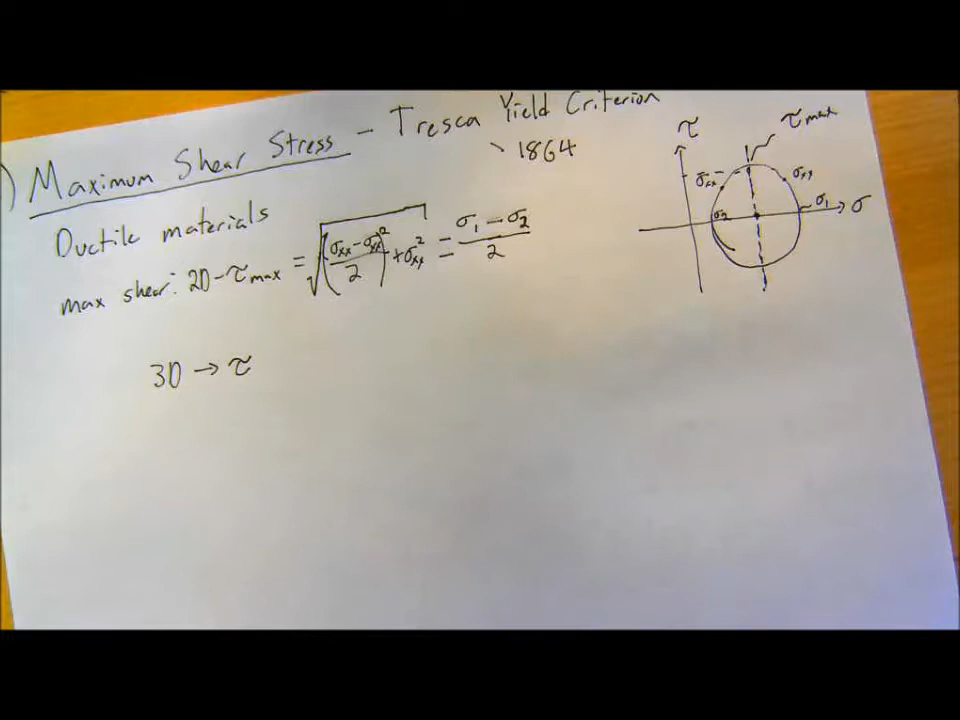 ) Maximum Shear Stress - Tresca Yield Criterion
1864
Ductile materials
max shear: 2D - τmax = √((σxx - σyy)/2)² + σxy² = (σ1 - σ2)/2
3D → τ
τ
τmax
σxx
σxy
σ2
σ1
σ